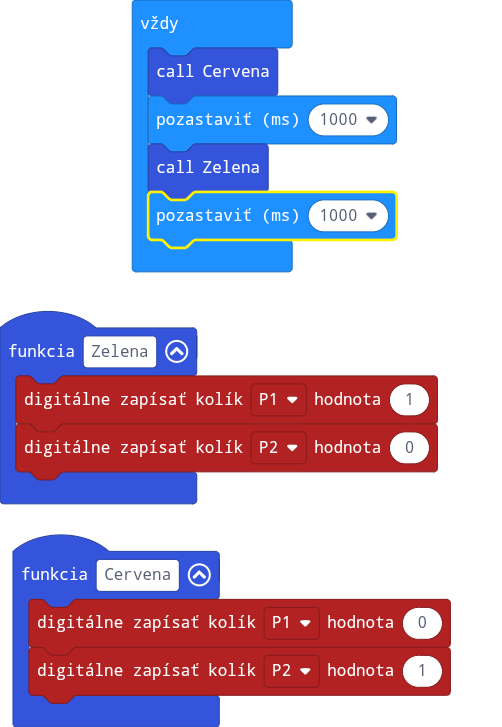 vždy
call Cervena
pozastaviť (ms) 1000
call Zelena
pozastaviť (ms) 1000
funkcia Zelena
digitálne zapísať kolík P1 hodnota 1
digitálne zapísať kolík P2 hodnota 0
funkcia Cervena
digitálne zapísať kolík P1 hodnota 0
digitálne zapísať kolík P2 hodnota 1